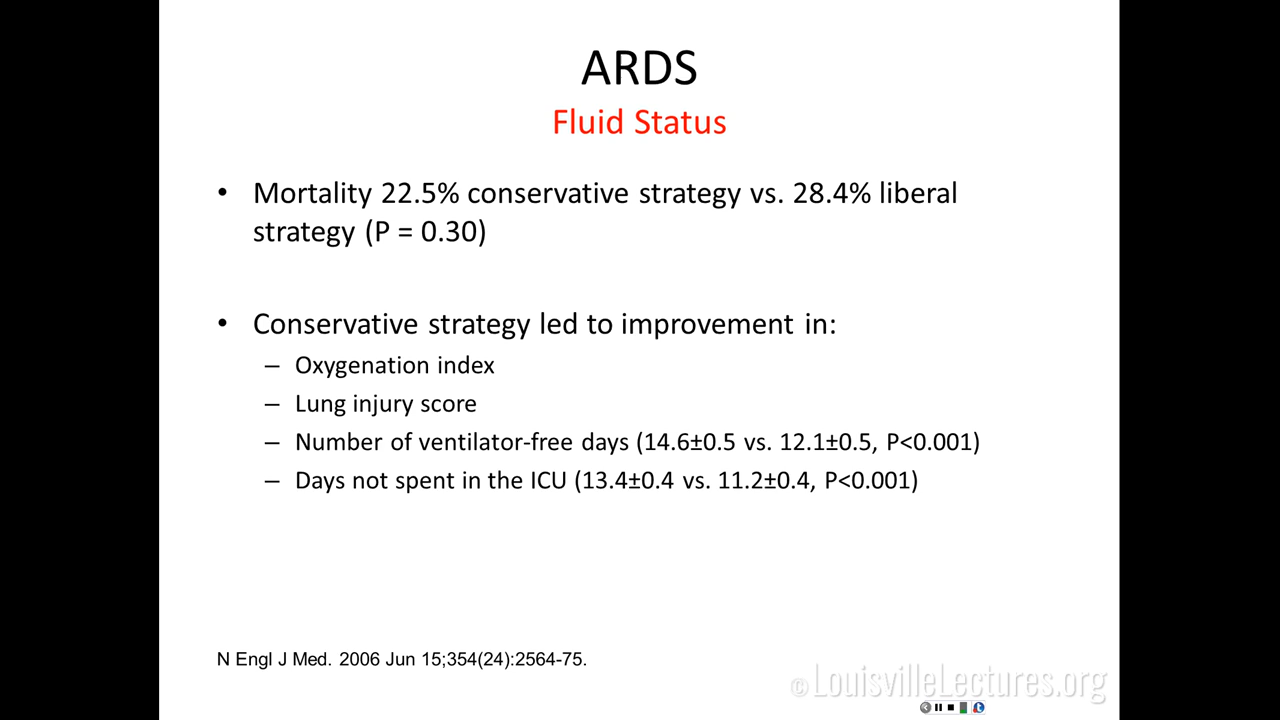 ARDS
Fluid Status
• Mortality 22.5% conservative strategy vs. 28.4% liberal
strategy (P = 0.30)
• Conservative strategy led to improvement in:
– Oxygenation index
– Lung injury score
– Number of ventilator-free days (14.6±0.5 vs. 12.1±0.5, P<0.001)
– Days not spent in the ICU (13.4±0.4 vs. 11.2±0.4, P<0.001)
N Engl J Med. 2006 Jun 15;354(24):2564-75.
©LouisvilleLectures.org